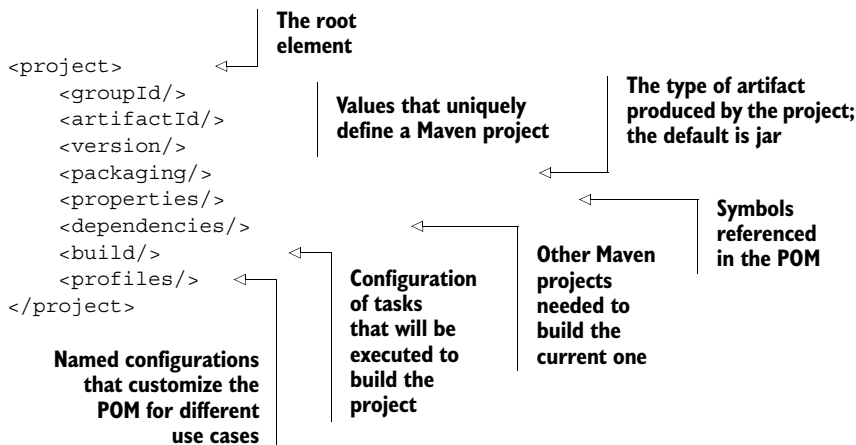 The root
element
<project>
<groupId/>
<artifactId/>
<version/>
<packaging/>
<properties/>
<dependencies/>
<build/>
<profiles/>
</project>
Values that uniquely
define a Maven project
The type of artifact
produced by the project;
the default is jar
Symbols
referenced
in the POM
Other Maven
projects
needed to
build the
current one
Configuration
of tasks
that will be
executed to
build the
project
Named configurations
that customize the
POM for different
use cases